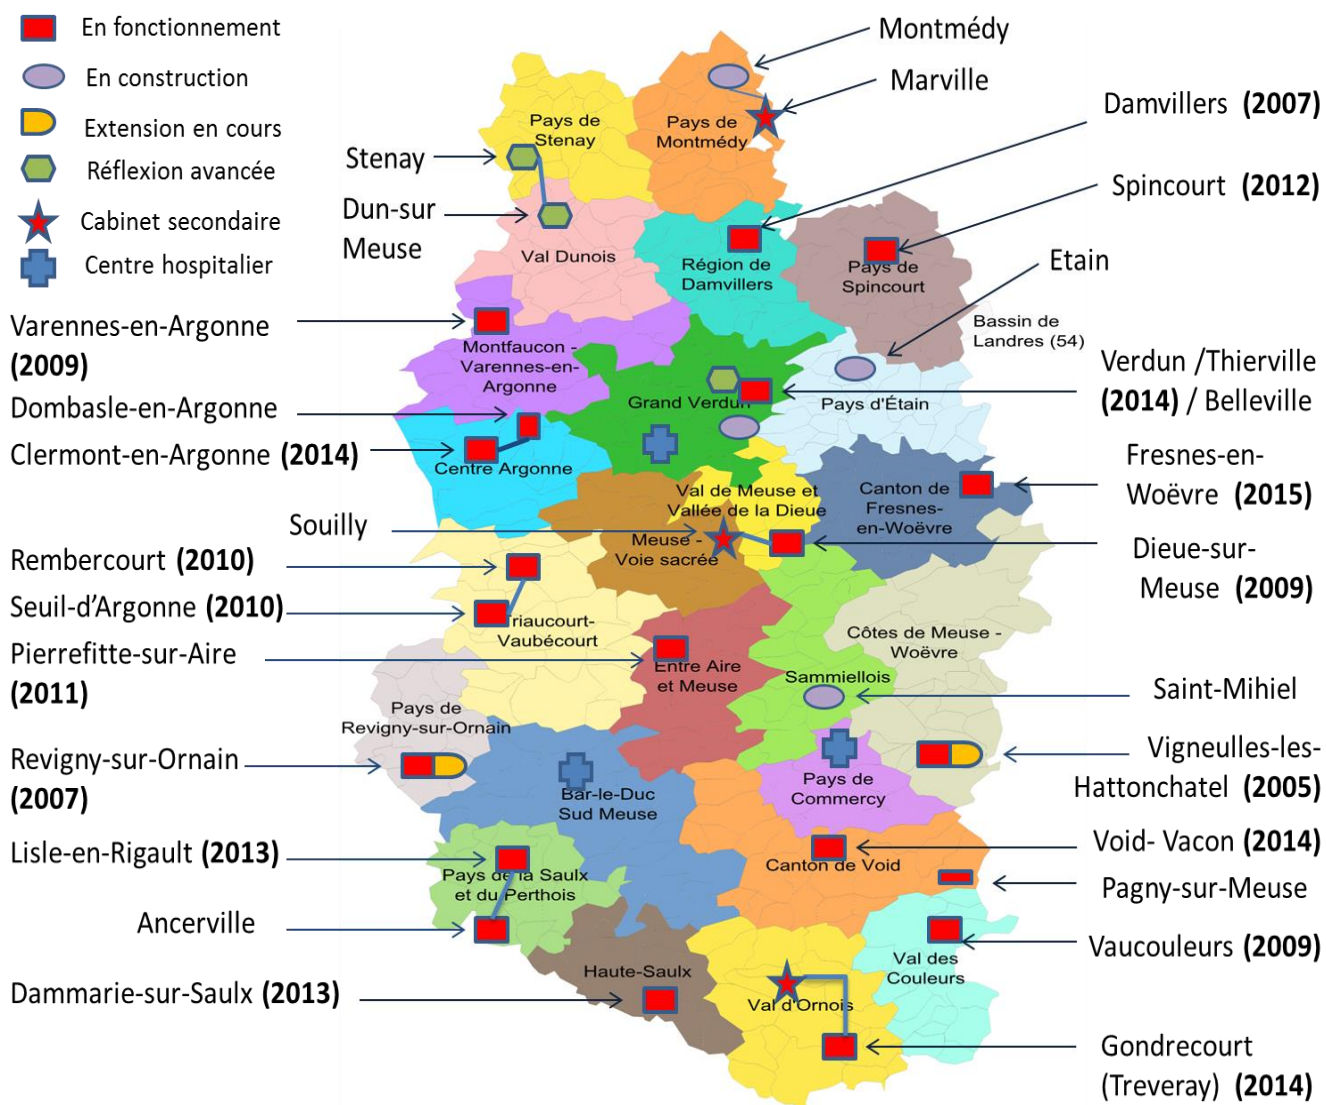 En fonctionnement
En construction
Extension en cours
Réflexion avancée
Cabinet secondaire
Centre hospitalier
Montmédy
Marville
Damvillers (2007)
Spincourt (2012)
Etain
Stenay
Dun-sur
Meuse
Pays de
Stenay
Pays de
Montmédy
Val Dunois
Région de
Damvillers
Pays de
Spincourt
Bassin de
Landres (54)
Varennes-en-Argonne
(2009)
Montfaucon -
Varennes-en-
Argonne
Verdun /Thierville
(2014) / Belleville
Grand Verdun
Pays d'Étain
Dombasle-en-Argonne
Clermont-en-Argonne (2014)
Centre Argonne
Fresnes-en-
Woëvre (2015)
Val de Meuse et
Vallée de la Dieue
Canton de
Fresnes-
en-Woëvre
Souilly
Meuse -
Voie sacrée
Dieue-sur-
Meuse (2009)
Rembercourt (2010)
Seuil-d’Argonne (2010)
Triaucourt-
Vaubécourt
Pierrefitte-sur-Aire
(2011)
Entre Aire
et Meuse
Côtes de Meuse -
Woëvre
Sammiellois
Saint-Mihiel
Pays de
Revigny-sur-Ornain
Revigny-sur-Ornain
(2007)
Vigneulles-les-
Hattonchatel (2005)
Bar-le-Duc
Sud Meuse
Pays de
Commercy
Lisle-en-Rigault (2013)
Pays de la Saulx
et du Perthois
Void- Vacon (2014)
Canton de Void
Pagny-sur-Meuse
Ancerville
Vaucouleurs (2009)
Val des
Couleurs
Haute-Saulx
Dammarie-sur-Saulx (2013)
Val d'Ornois
Gondrecourt
(Treveray) (2014)